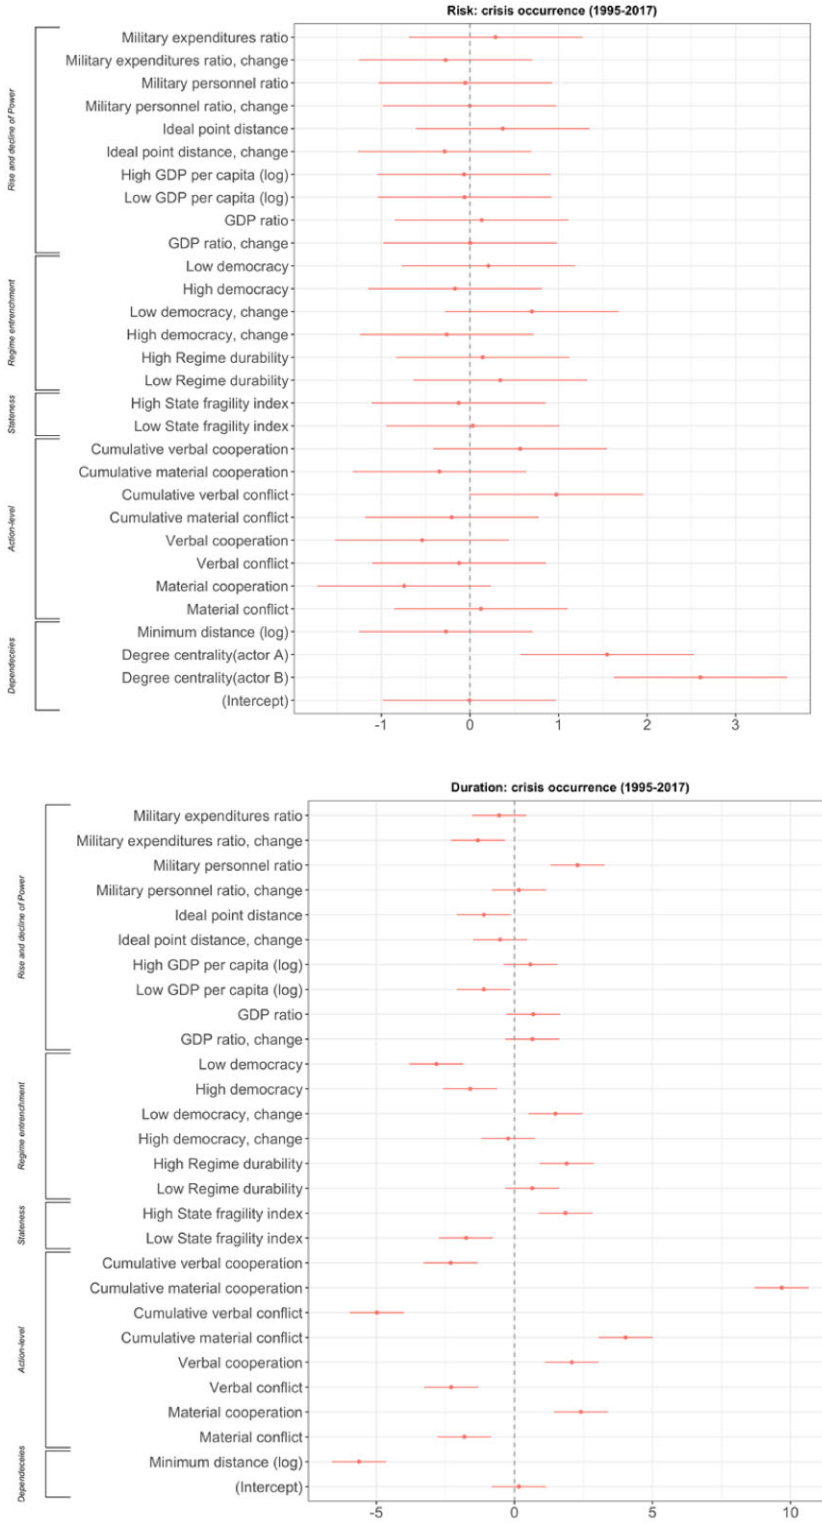 Risk: crisis occurrence (1995-2017)
Rise and decline of Power
Military expenditures ratio
Military expenditures ratio, change
Military personnel ratio
Military personnel ratio, change
Ideal point distance
Ideal point distance, change
High GDP per capita (log)
Low GDP per capita (log)
GDP ratio
GDP ratio, change
Regime entrenchment
Low democracy
High democracy
Low democracy, change
High democracy, change
High Regime durability
Low Regime durability
Stateness
High State fragility index
Low State fragility index
Action-level
Cumulative verbal cooperation
Cumulative material cooperation
Cumulative verbal conflict
Cumulative material conflict
Verbal cooperation
Verbal conflict
Material cooperation
Material conflict
Dependeceies
Minimum distance (log)
Degree centrality(actor A)
Degree centrality(actor B)
(Intercept)
-1 0 1 2 3
Duration: crisis occurrence (1995-2017)
Rise and decline of Power
Military expenditures ratio
Military expenditures ratio, change
Military personnel ratio
Military personnel ratio, change
Ideal point distance
Ideal point distance, change
High GDP per capita (log)
Low GDP per capita (log)
GDP ratio
GDP ratio, change
Regime entrenchment
Low democracy
High democracy
Low democracy, change
High democracy, change
High Regime durability
Low Regime durability
Stateness
High State fragility index
Low State fragility index
Action-level
Cumulative verbal cooperation
Cumulative material cooperation
Cumulative verbal conflict
Cumulative material conflict
Verbal cooperation
Verbal conflict
Material cooperation
Material conflict
Dependeceies
Minimum distance (log)
(Intercept)
-5 0 5 10